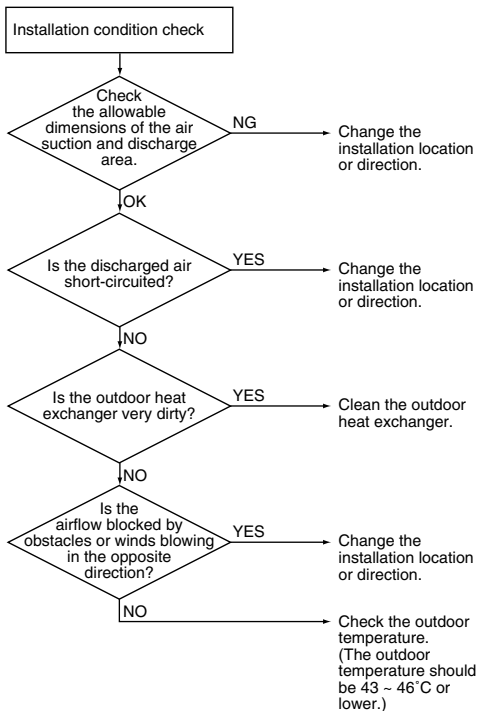 Installation condition check
Check
the allowable
dimensions of the air
suction and discharge
area.
NG
Change the
installation location
or direction.
OK
Is the discharged air
short-circuited?
YES
Change the
installation location
or direction.
NO
Is the outdoor heat
exchanger very dirty?
YES
Clean the outdoor
heat exchanger.
NO
Is the
airflow blocked by
obstacles or winds blowing
in the opposite
direction?
YES
Change the
installation location
or direction.
NO
Check the outdoor
temperature.
(The outdoor
temperature should
be 43 ~ 46˚C or
lower.)